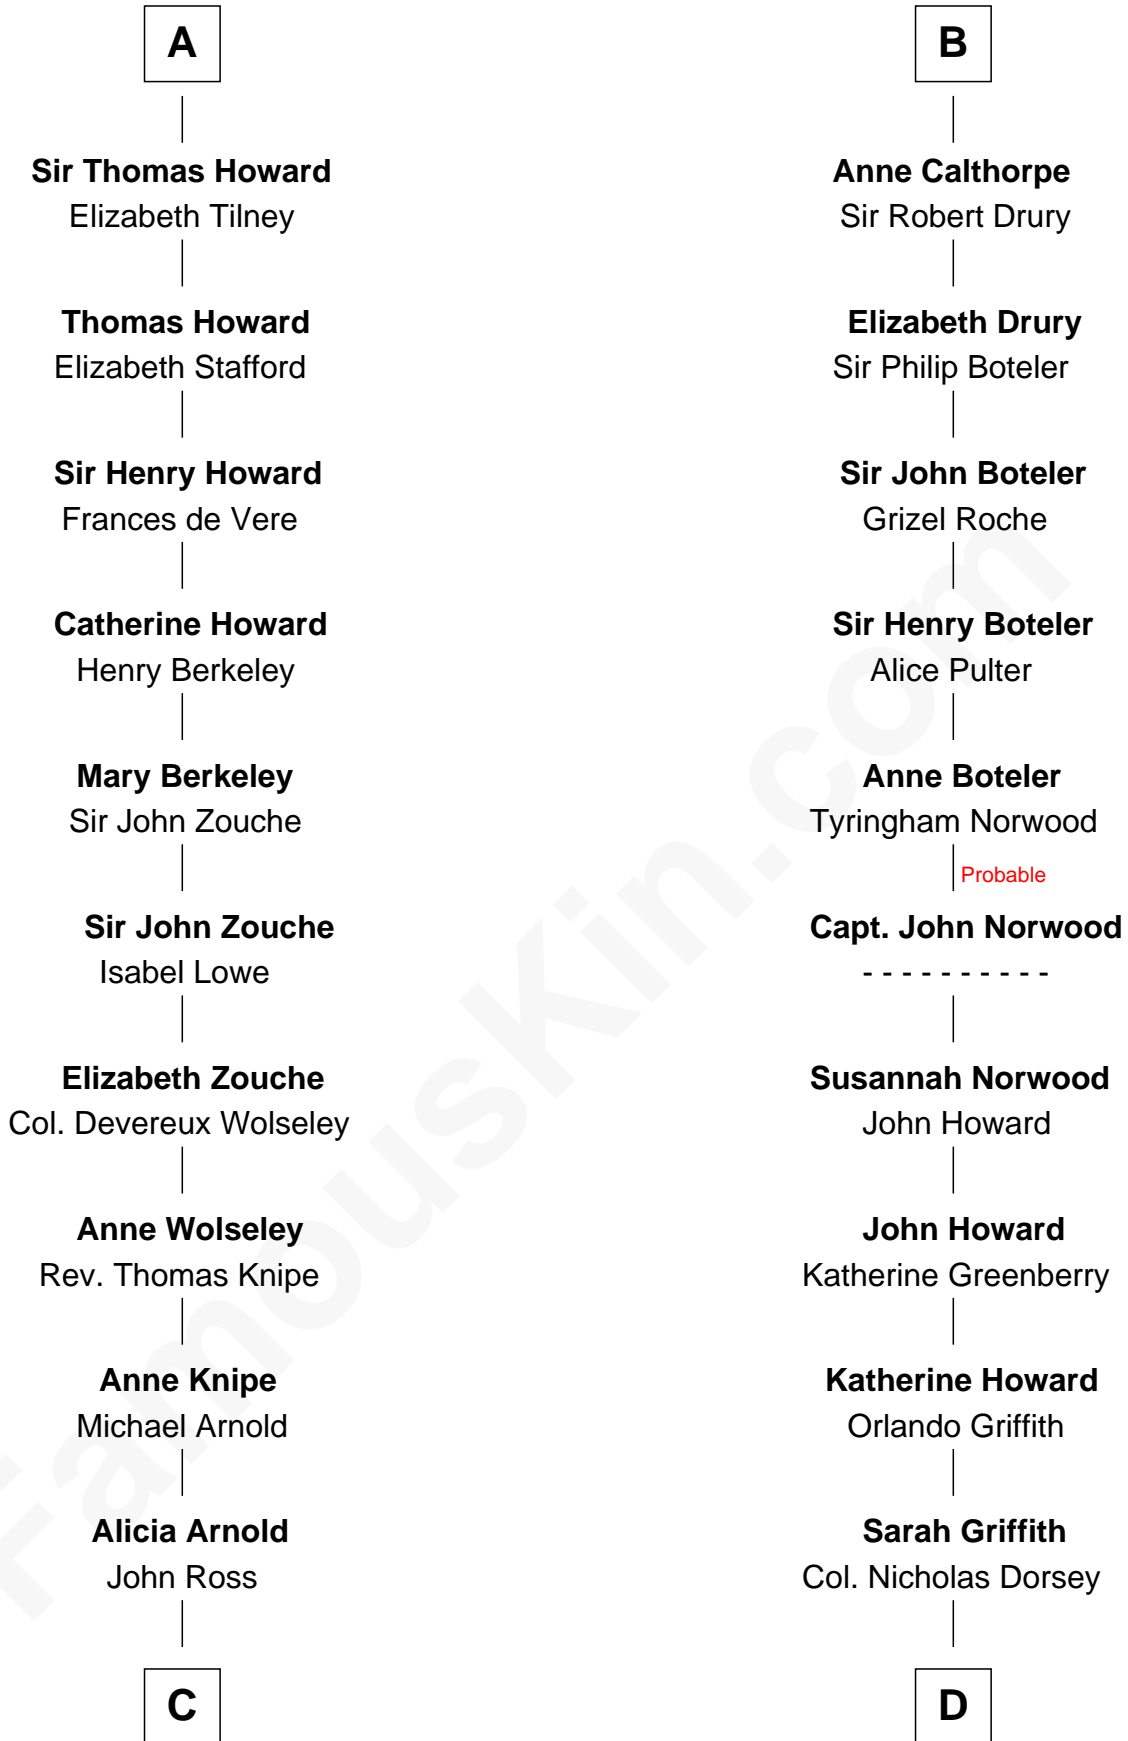 A
Sir Thomas Howard
Elizabeth Tilney
Thomas Howard
Elizabeth Stafford
Sir Henry Howard
Frances de Vere
Catherine Howard
Henry Berkeley
Mary Berkeley
Sir John Zouche
Sir John Zouche
Isabel Lowe
Elizabeth Zouche
Col. Devereux Wolseley
Anne Wolseley
Rev. Thomas Knipe
Anne Knipe
Michael Arnold
Alicia Arnold
John Ross
C
B
Anne Calthorpe
Sir Robert Drury
Elizabeth Drury
Sir Philip Boteler
Sir John Boteler
Grizel Roche
Sir Henry Boteler
Alice Pulter
Anne Boteler
Tyringham Norwood
Probable
Capt. John Norwood
- - - - - - - - - -
Susannah Norwood
John Howard
John Howard
Katherine Greenberry
Katherine Howard
Orlando Griffith
Sarah Griffith
Col. Nicholas Dorsey
D
FamousKin.com